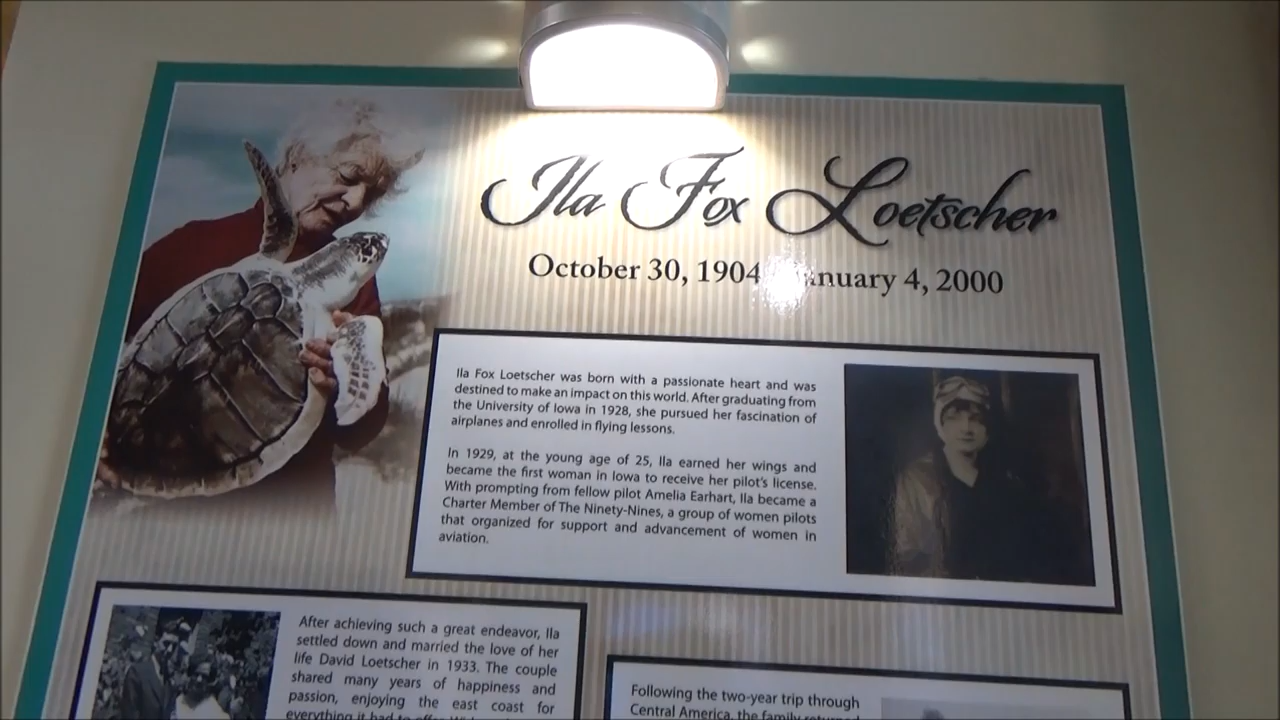 Ila Fox Loetscher
October 30, 1904 January 4, 2000
Ila Fox Loetscher was born with a passionate heart and was
destined to make an impact on this world. After graduating from
the University of Iowa in 1928, she pursued her fascination of
airplanes and enrolled in flying lessons.
In 1929, at the young age of 25, Ila earned her wings and
became the first woman in Iowa to receive her pilot's license.
With prompting from fellow pilot Amelia Earhart, Ila became a
Charter Member of The Ninety-Nines, a group of women pilots
that organized for support and advancement of women in
aviation.
After achieving such a great endeavor, Ila
settled down and married the love of her
life David Loetscher in 1933. The couple
shared many years of happiness and
passion, enjoying the east coast for
everything it had to offer.
Following the two-year trip through
Central America, the family returned